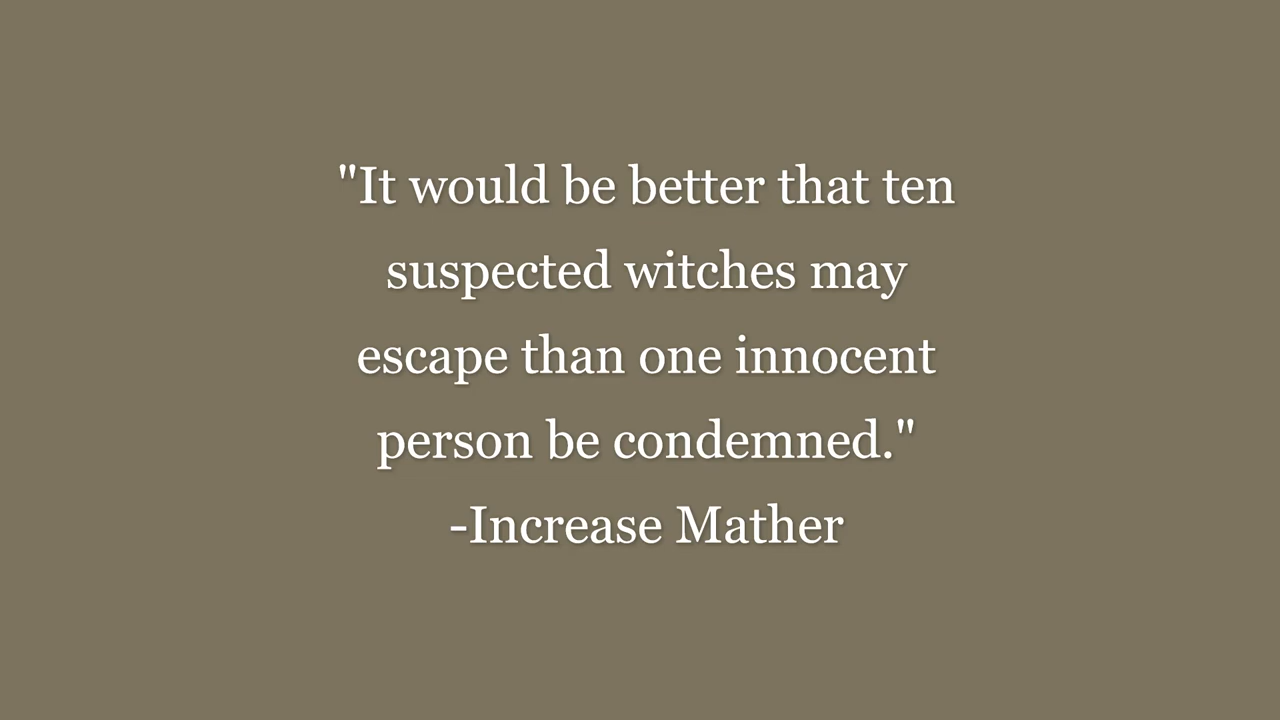 "It would be better that ten
suspected witches may
escape than one innocent
person be condemned."
-Increase Mather